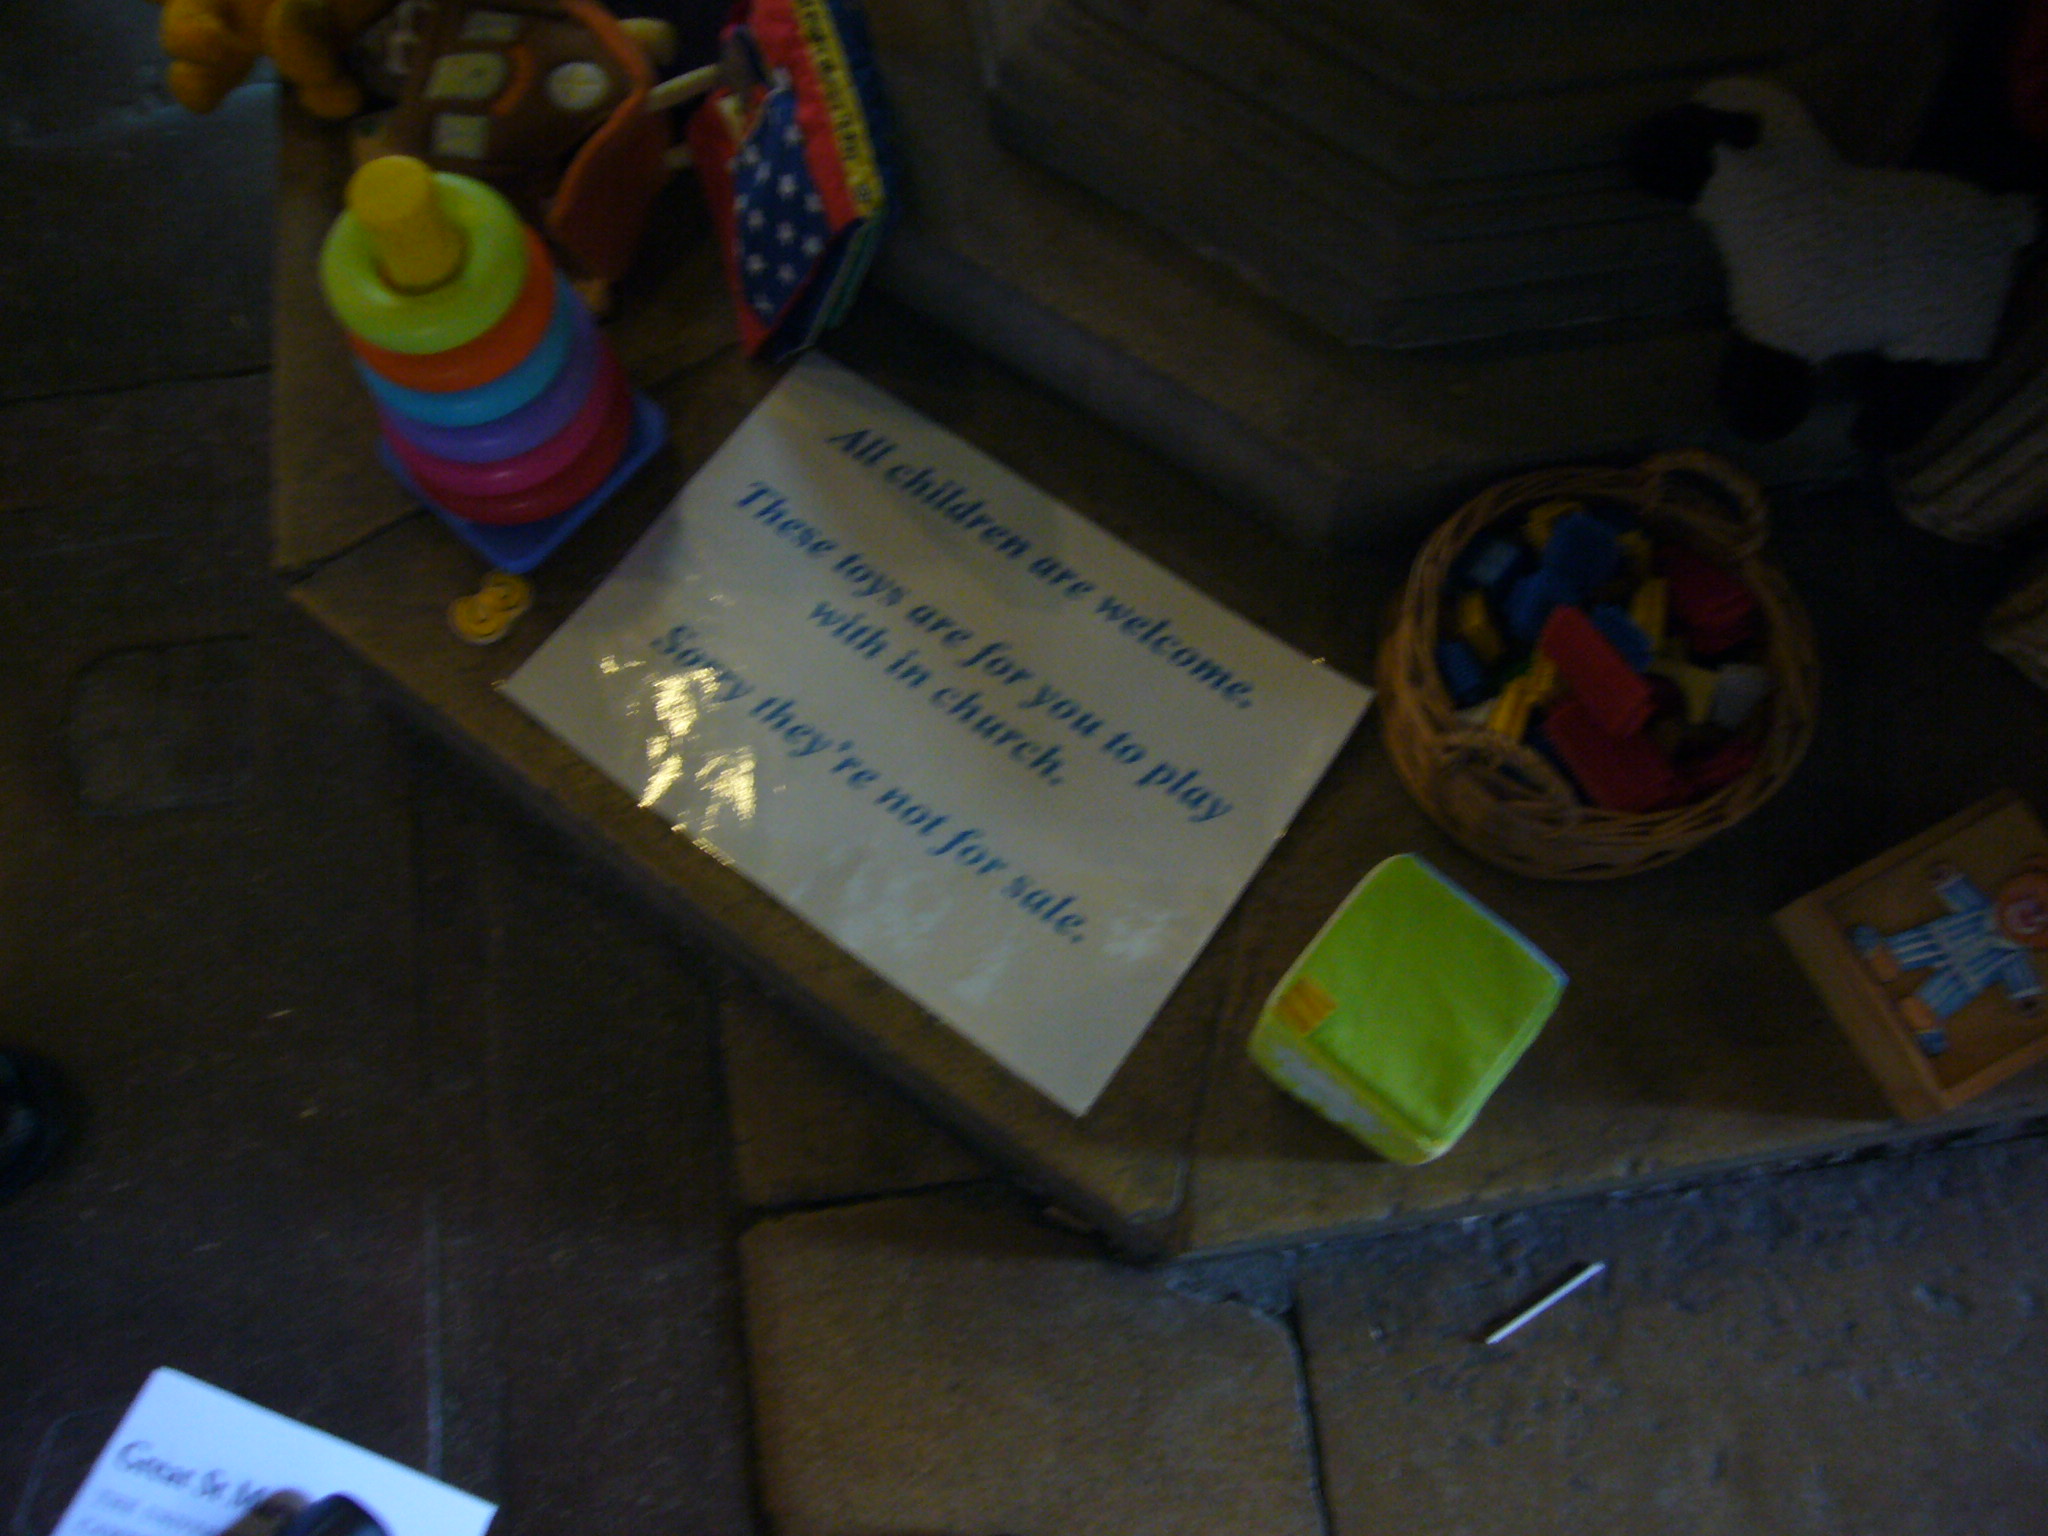 All children are welcome.
These toys are for you to play
with in church.
Sorry they're not for sale.